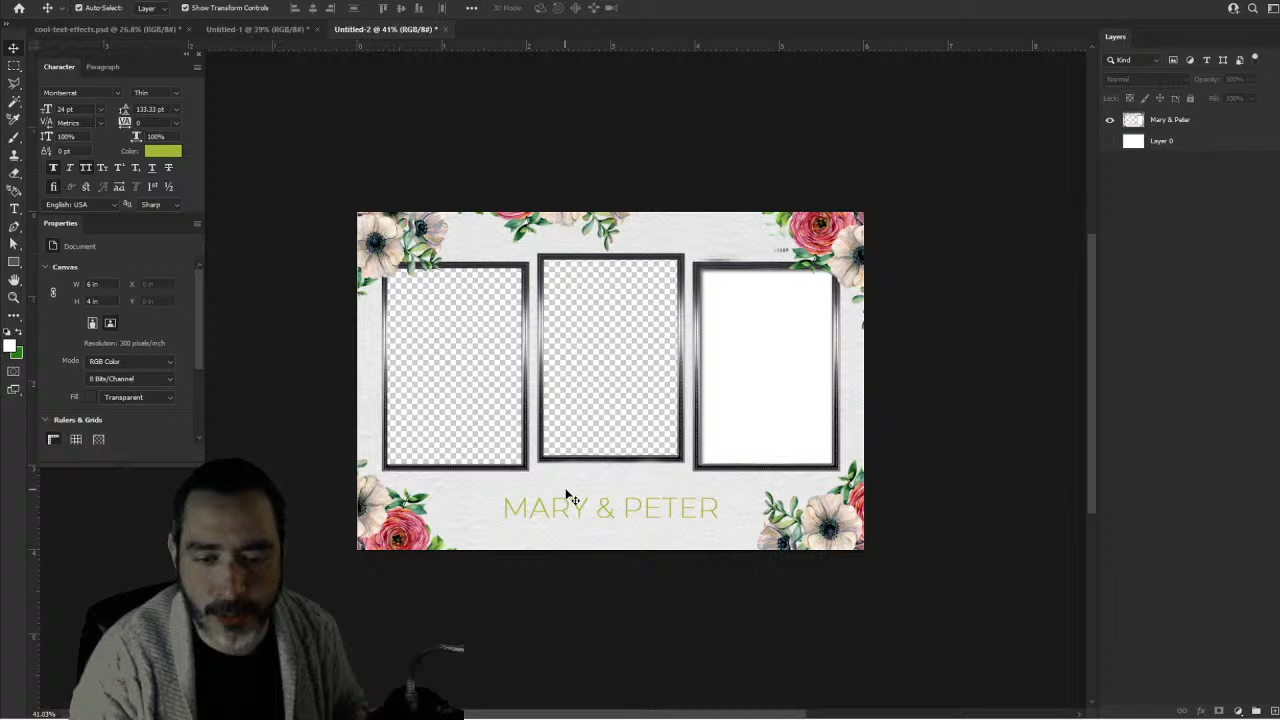 Auto-Select: Layer Show Transform Controls 3D Mode:
cool-text-effects.psd @ 26.8% (RGB/8#) * Untitled-1 @ 39% (RGB/8#) * Untitled-2 @ 41% (RGB/8#) *
Character Paragraph
Montserrat Thin
24 pt 133.33 pt
Metrics 0
100% 100%
0 pt Color:
English: USA Sharp
Properties
Document
Canvas
W 6 in X 0 in
H 4 in Y 0 in
Resolution: 300 pixels/inch
Mode RGB Color
8 Bits/Channel
Fill Transparent
Rulers & Grids
MARY & PETER
41.03%
Layers
Kind
Normal Opacity: 100%
Lock: Fill: 100%
Mary & Peter
Layer 0